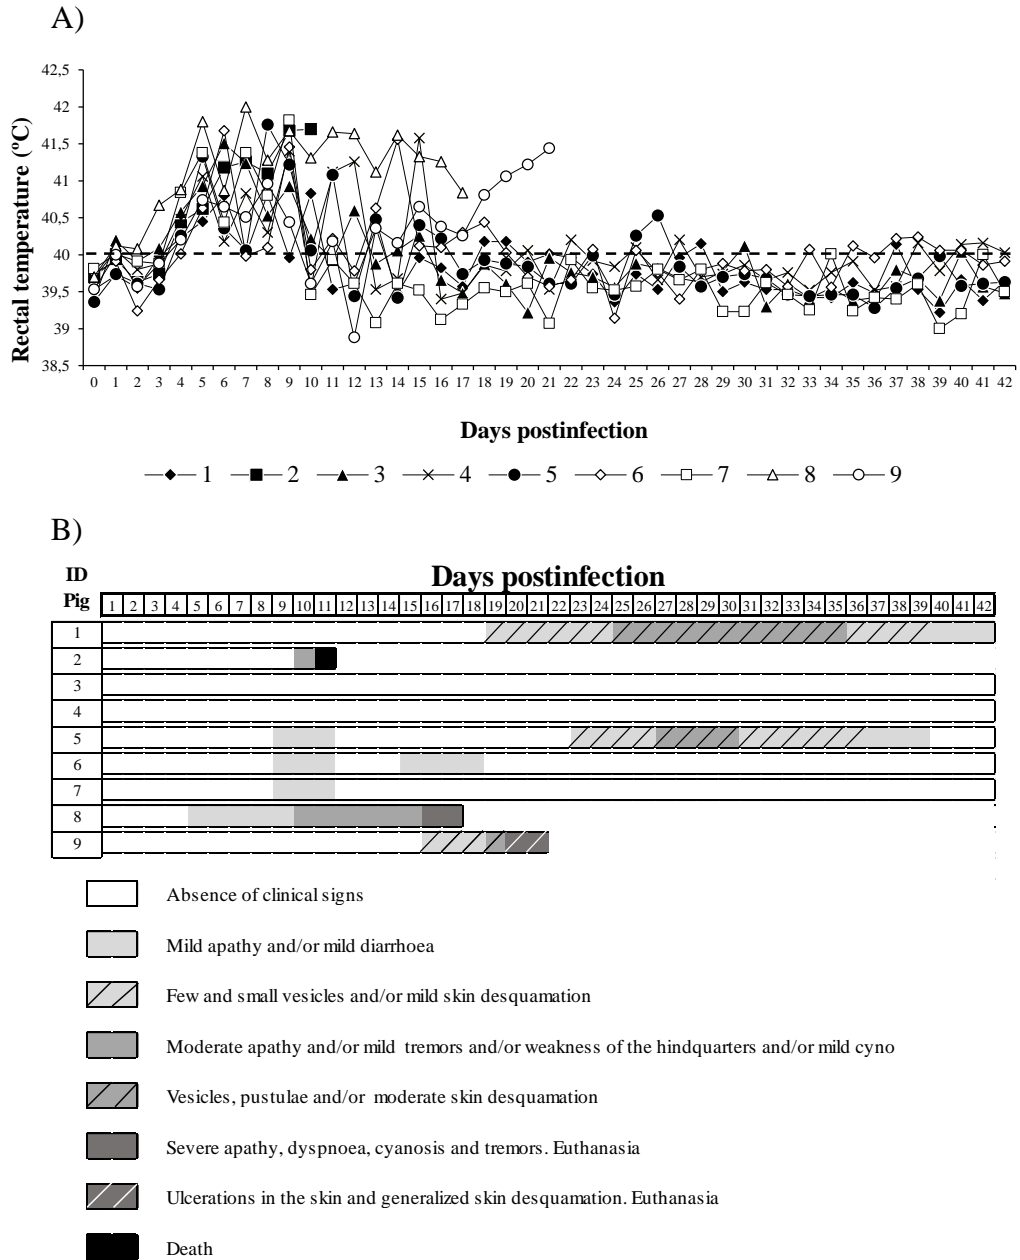 A)
Rectal temperature (ºC)
42,5
42
41,5
41
40,5
40
39,5
39
38,5
0 1 2 3 4 5 6 7 8 9 10 11 12 13 14 15 16 17 18 19 20 21 22 23 24 25 26 27 28 29 30 31 32 33 34 35 36 37 38 39 40 41 42
Days postinfection
1 2 3 4 5 6 7 8 9
B)
ID Pig
Days postinfection
1 2 3 4 5 6 7 8 9 10 11 12 13 14 15 16 17 18 19 20 21 22 23 24 25 26 27 28 29 30 31 32 33 34 35 36 37 38 39 40 41 42
1
2
3
4
5
6
7
8
9
Absence of clinical signs
Mild apathy and/or mild diarrhoea
Few and small vesicles and/or mild skin desquamation
Moderate apathy and/or mild tremors and/or weakness of the hindquarters and/or mild cyno
Vesicles, pustulae and/or moderate skin desquamation
Severe apathy, dyspnoea, cyanosis and tremors. Euthanasia
Ulcerations in the skin and generalized skin desquamation. Euthanasia
Death